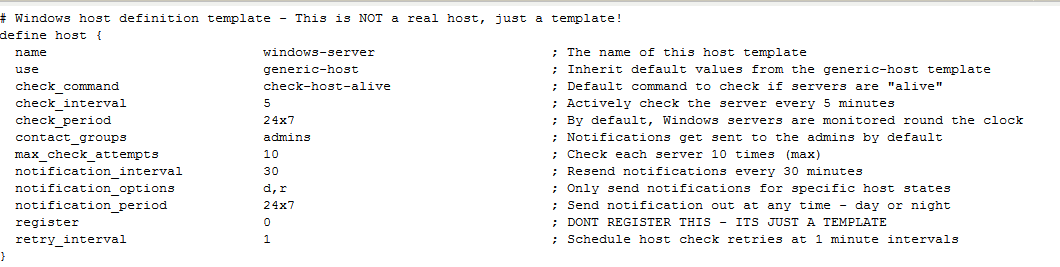 # Windows host definition template - This is NOT a real host, just a template!
define host {
name windows-server ; The name of this host template
use generic-host ; Inherit default values from the generic-host template
check_command check-host-alive ; Default command to check if servers are "alive"
check_interval 5 ; Actively check the server every 5 minutes
check_period 24x7 ; By default, Windows servers are monitored round the clock
contact_groups admins ; Notifications get sent to the admins by default
max_check_attempts 10 ; Check each server 10 times (max)
notification_interval 30 ; Resend notifications every 30 minutes
notification_options d,r ; Only send notifications for specific host states
notification_period 24x7 ; Send notification out at any time - day or night
register 0 ; DONT REGISTER THIS - ITS JUST A TEMPLATE
retry_interval 1 ; Schedule host check retries at 1 minute intervals
}